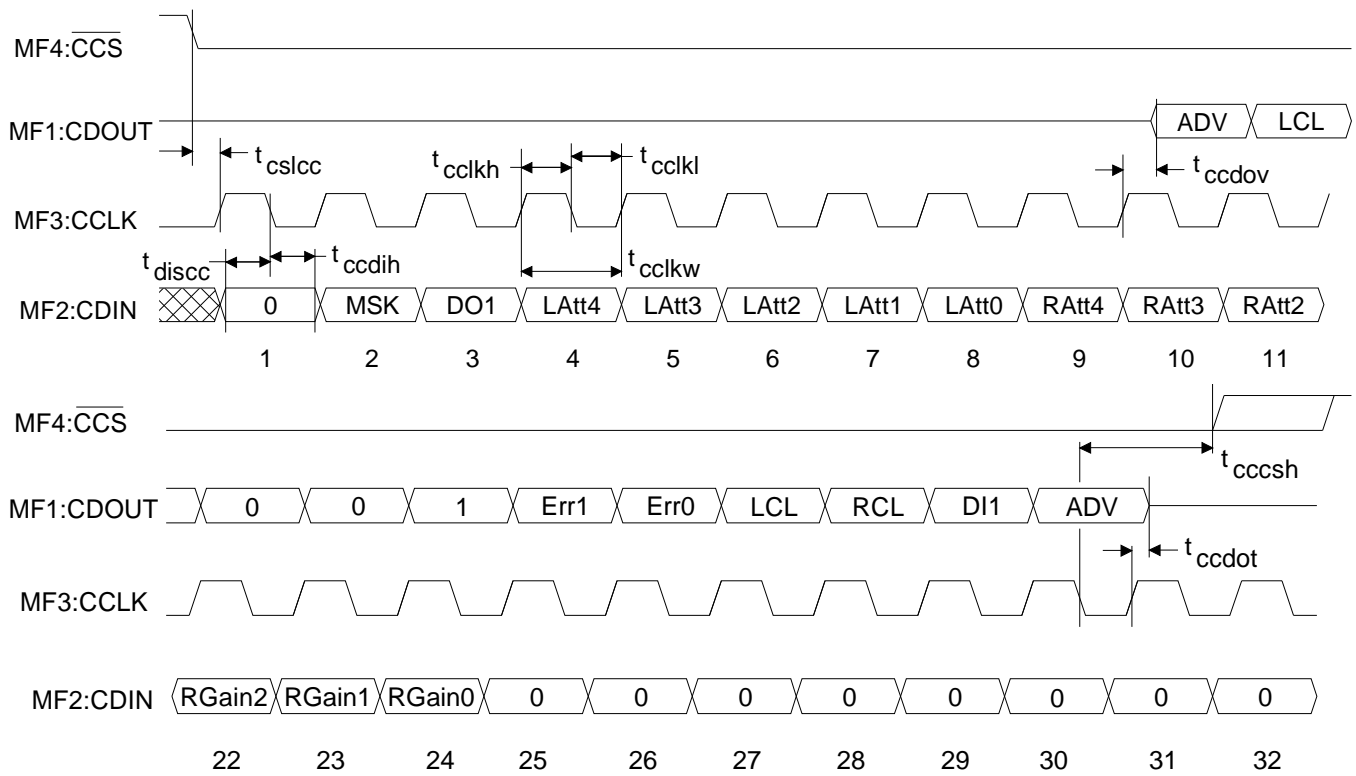 MF4:CCS
MF1:CDOUT
ADV LCL
t cslcc
t cclkh
t cclkl
t ccdov
MF3:CCLK
t discc
t ccdih
t cclkw
MF2:CDIN
0 MSK DO1 LAtt4 LAtt3 LAtt2 LAtt1 LAtt0 RAtt4 RAtt3 RAtt2
1 2 3 4 5 6 7 8 9 10 11
MF4:CCS
t cccsh
MF1:CDOUT
0 0 1 Err1 Err0 LCL RCL DI1 ADV
t ccdot
MF3:CCLK
MF2:CDIN
RGain2 RGain1 RGain0 0 0 0 0 0 0 0 0
22 23 24 25 26 27 28 29 30 31 32